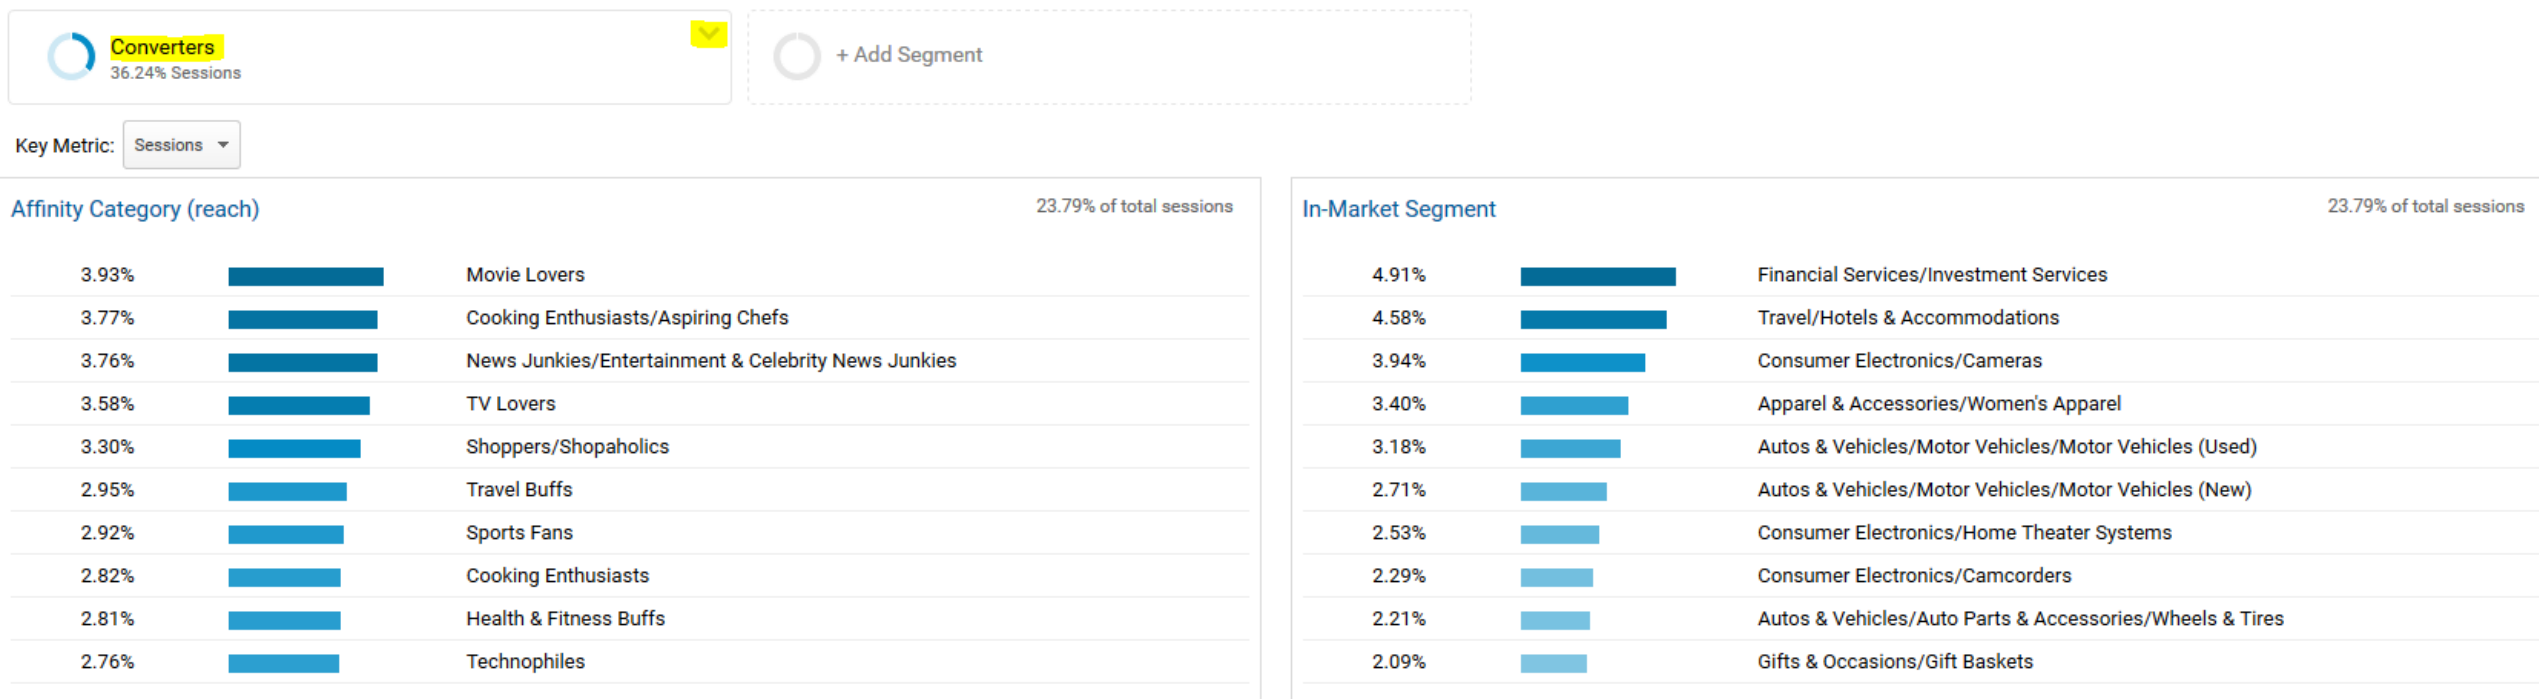 Converters
36.24% Sessions
+ Add Segment
Key Metric: Sessions
Affinity Category (reach) 23.79% of total sessions
3.93% Movie Lovers
3.77% Cooking Enthusiasts/Aspiring Chefs
3.76% News Junkies/Entertainment & Celebrity News Junkies
3.58% TV Lovers
3.30% Shoppers/Shopaholics
2.95% Travel Buffs
2.92% Sports Fans
2.82% Cooking Enthusiasts
2.81% Health & Fitness Buffs
2.76% Technophiles
In-Market Segment 23.79% of total sessions
4.91% Financial Services/Investment Services
4.58% Travel/Hotels & Accommodations
3.94% Consumer Electronics/Cameras
3.40% Apparel & Accessories/Women's Apparel
3.18% Autos & Vehicles/Motor Vehicles/Motor Vehicles (Used)
2.71% Autos & Vehicles/Motor Vehicles/Motor Vehicles (New)
2.53% Consumer Electronics/Home Theater Systems
2.29% Consumer Electronics/Camcorders
2.21% Autos & Vehicles/Auto Parts & Accessories/Wheels & Tires
2.09% Gifts & Occasions/Gift Baskets